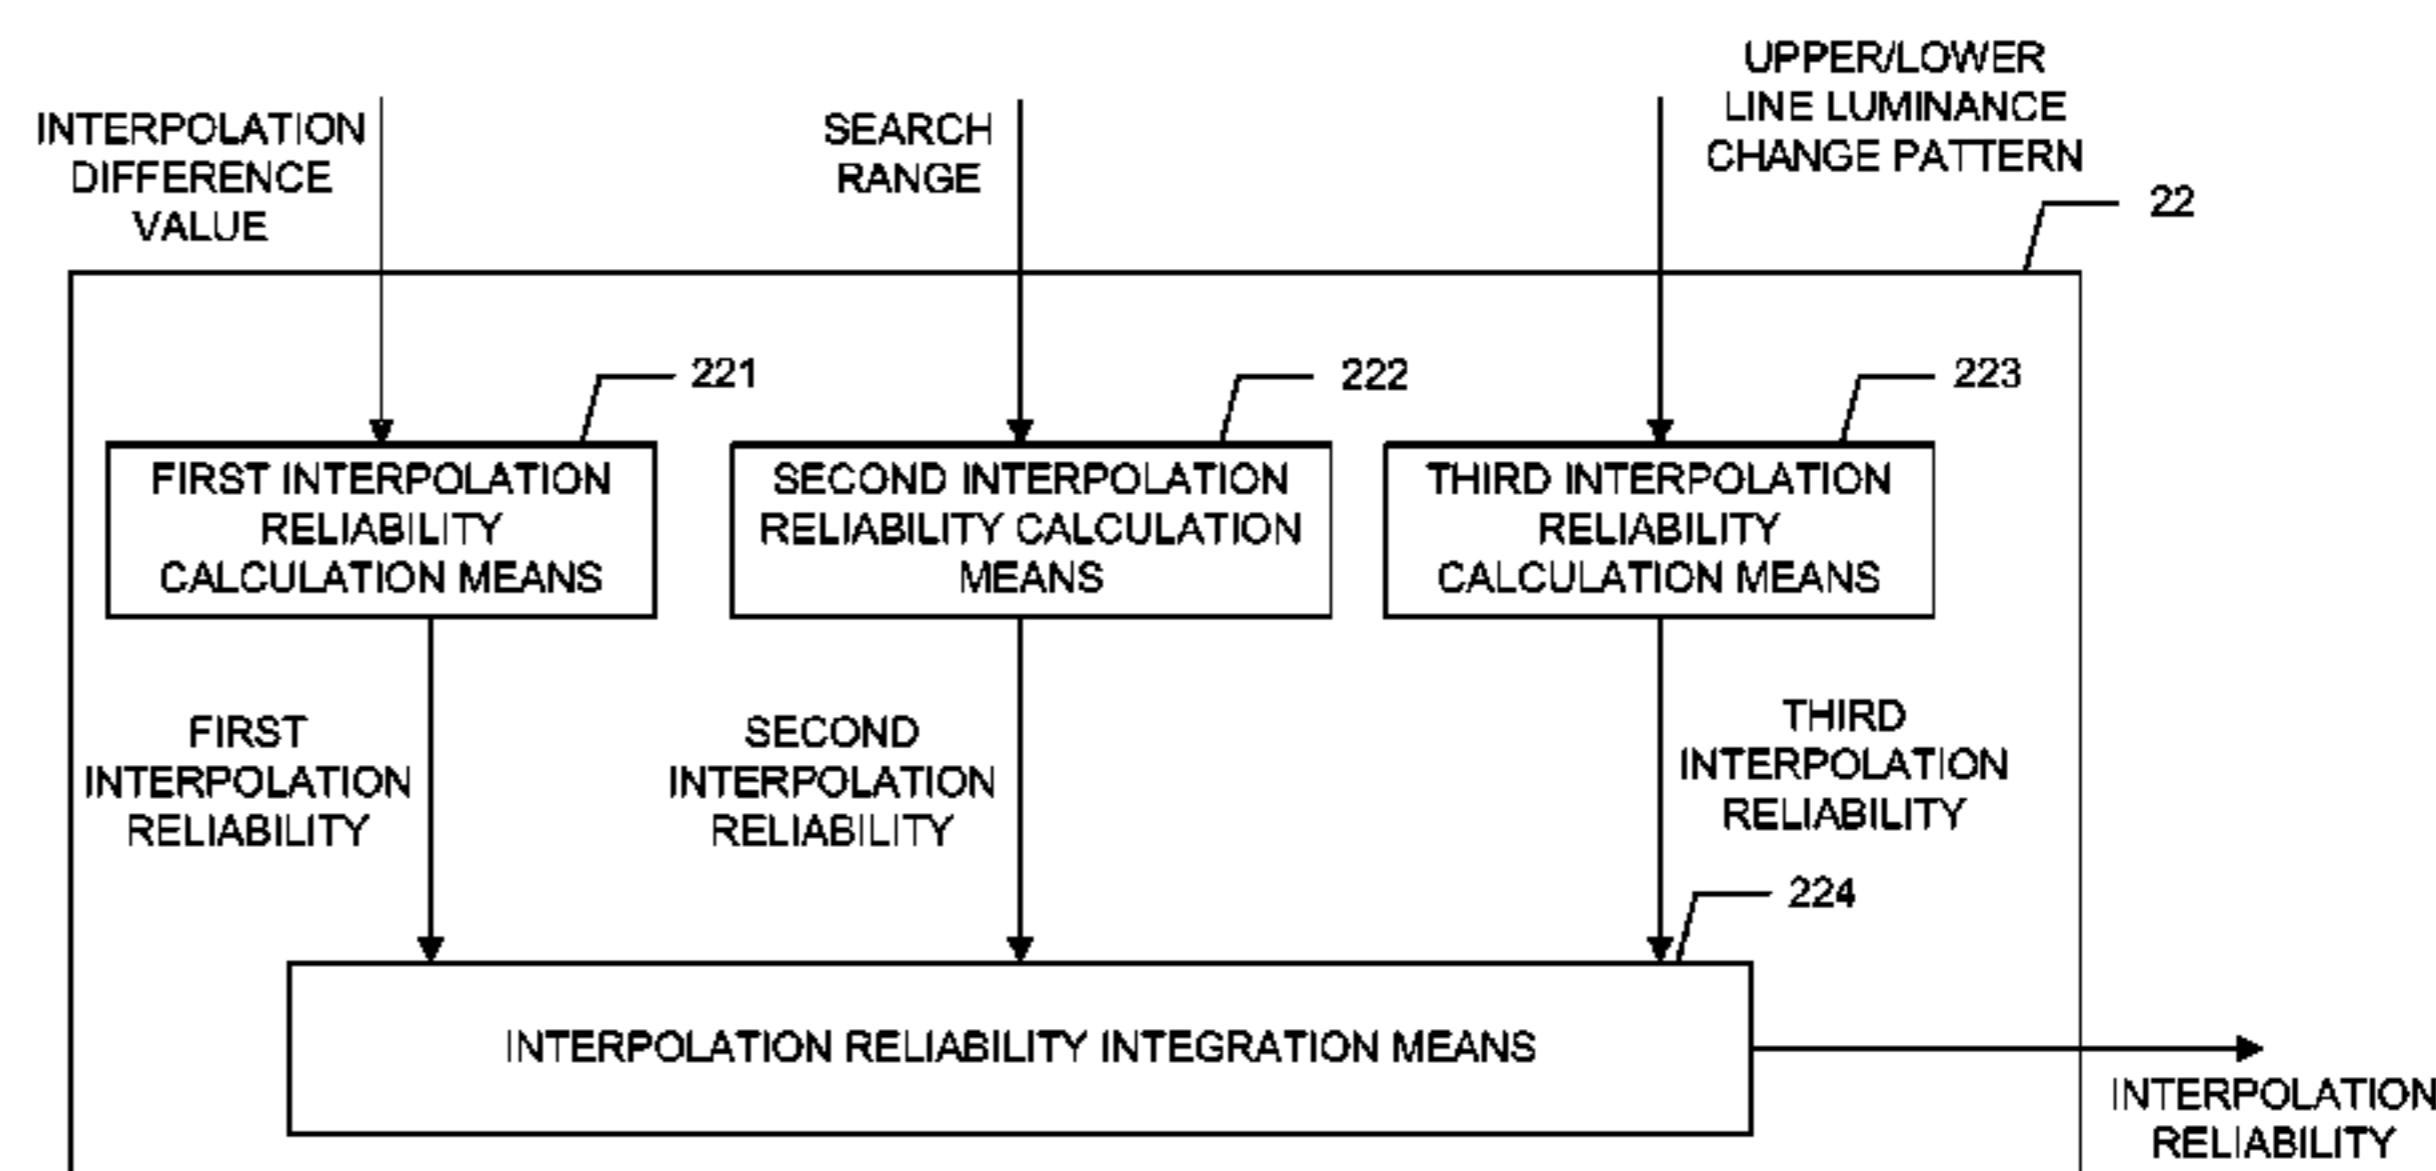 INTERPOLATION
DIFFERENCE
VALUE
SEARCH
RANGE
UPPER/LOWER
LINE LUMINANCE
CHANGE PATTERN
22
221
222
223
FIRST INTERPOLATION
RELIABILITY
CALCULATION MEANS
SECOND INTERPOLATION
RELIABILITY CALCULATION
MEANS
THIRD INTERPOLATION
RELIABILITY
CALCULATION MEANS
FIRST
INTERPOLATION
RELIABILITY
SECOND
INTERPOLATION
RELIABILITY
THIRD
INTERPOLATION
RELIABILITY
224
INTERPOLATION RELIABILITY INTEGRATION MEANS
INTERPOLATION
RELIABILITY